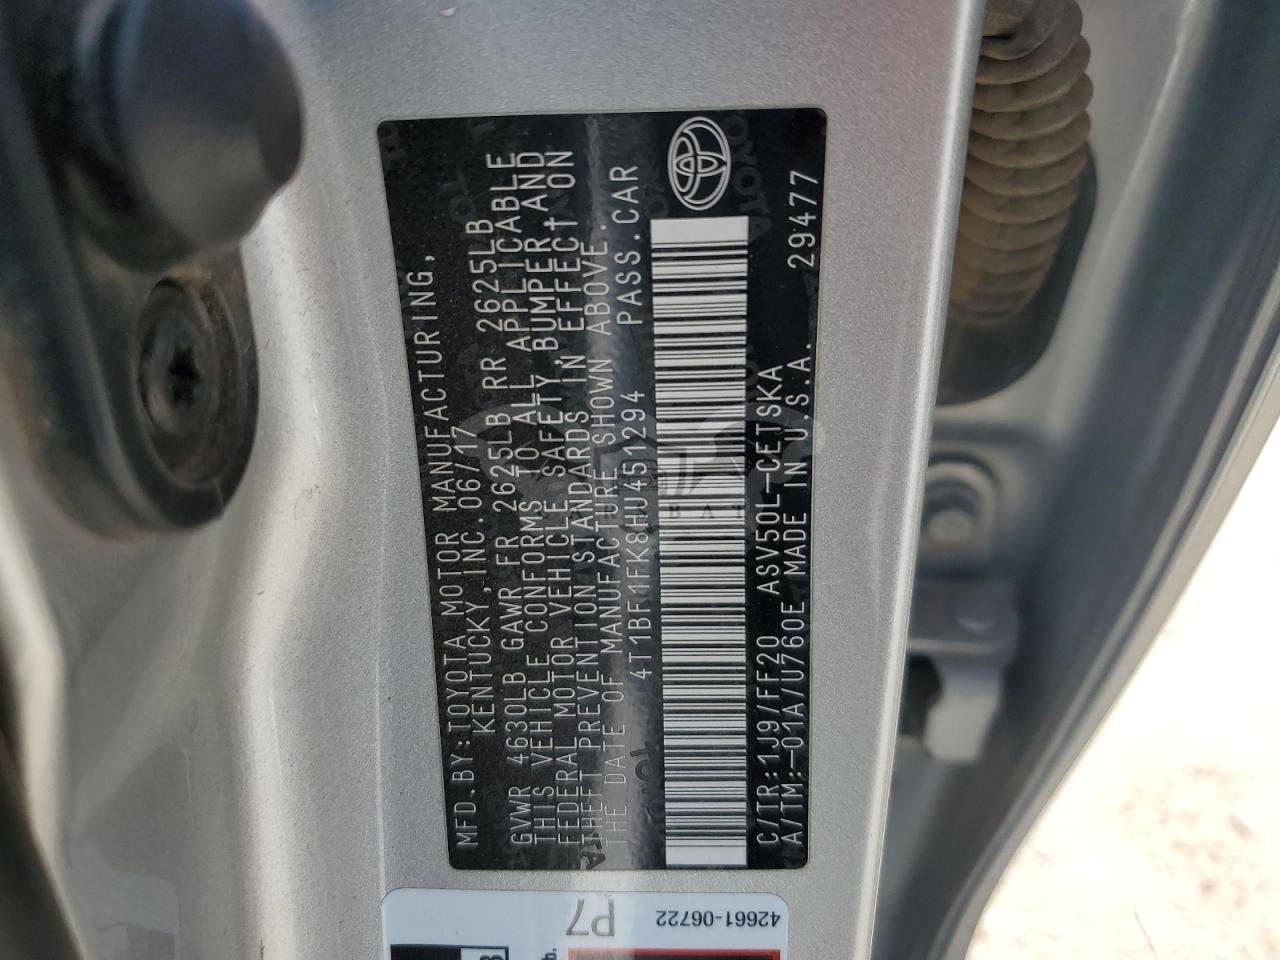 MFD.BY:TOYOTA MOTOR MANUFACTURING,
KENTUCKY,INC.06/17
GVWR 4630LB GAWR FR 2625LB RR 2625LB
THIS VEHICLE CONFORMS TO ALL APPLICABLE
FEDERAL MOTOR VEHICLE SAFETY,BUMPER AND
THEFT PREVENTION STANDARDS IN EFFECT ON
THE DATE OF MANUFACTURE SHOWN ABOVE.
4T1BF1FK8HU451294 PASS.CAR
C/TR:1J9/FF20 ASV50L-CETSKA
A/TM:-01A/U760E MADE IN U.S.A. 29477
P7
42661-06722